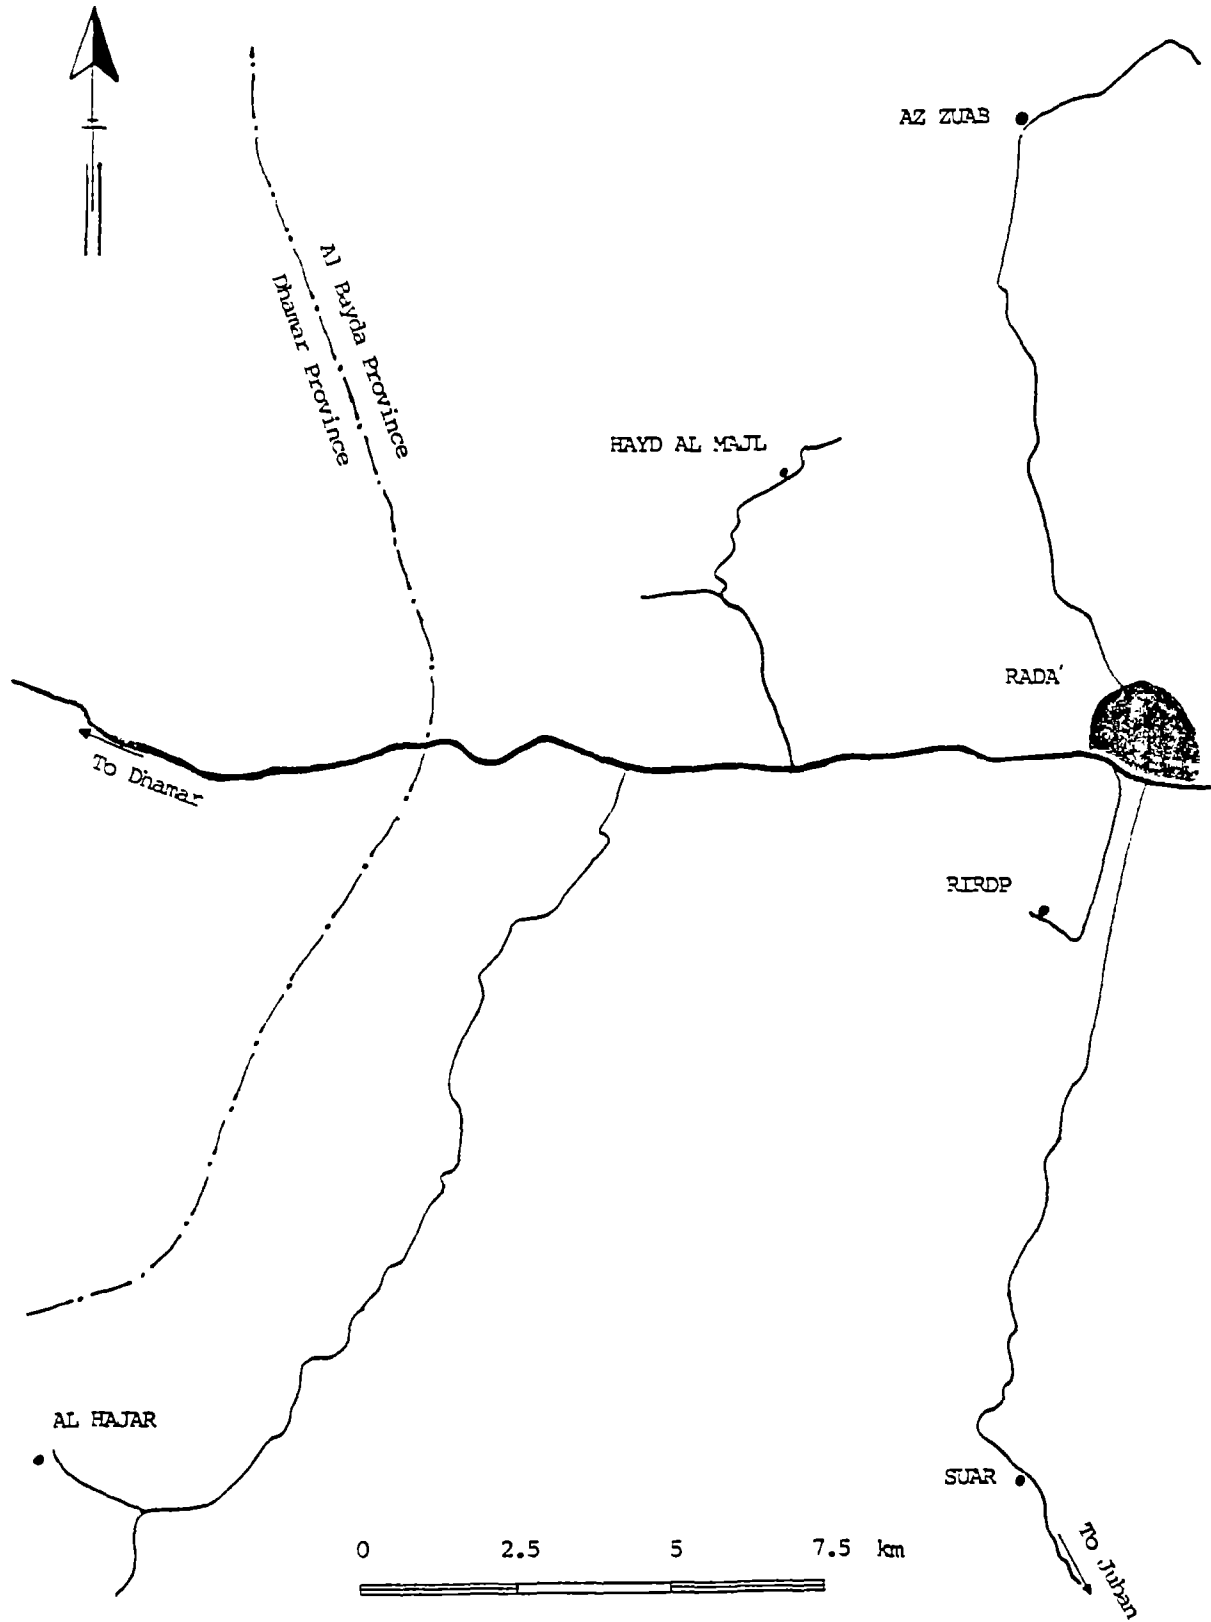 AZ ZUAB
Al Bayda Province
Dhamar Province
HAYD AL MAJL
RADA'
To Dhamar
RIRDP
AL HAJAR
SUAR
0 2.5 5 7.5 km
To Juban